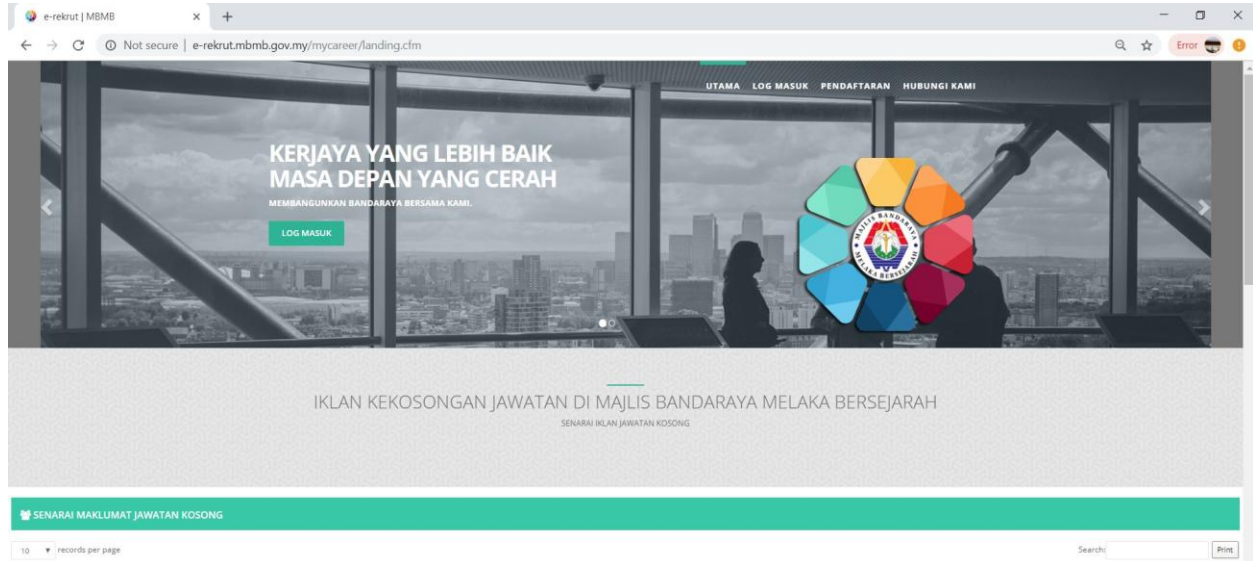 e-rekrut | MBMB
Not secure | e-rekrut.mbmb.gov.my/mycareer/landing.cfm
Error
UTAMA LOG MASUK PENDAFTARAN HUBUNGI KAMI
KERJAYA YANG LEBIH BAIK
MASA DEPAN YANG CERAH
MEMBANGUNKAN BANDARAYA BERSAMA KAMI.
LOG MASUK
MAJLIS BANDARAYA
MELAKA BERSEJARAH
IKLAN KEKOSONGAN JAWATAN DI MAJLIS BANDARAYA MELAKA BERSEJARAH
SENARAI IKLAN JAWATAN KOSONG
SENARAI MAKLUMAT JAWATAN KOSONG
10 records per page
Search:
Print